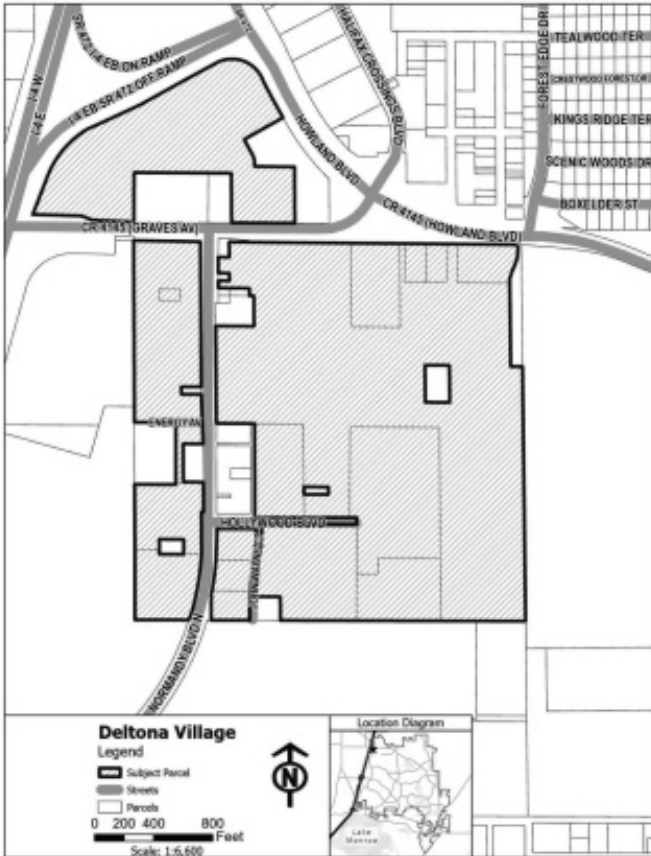 SR 472 I-4 EB ON RAMP
I-4 EB SR 472 OFF RAMP
I-4 W
I-4 E
HALIFAX CROSSINGS BLVD
HOWLAND BLVD
FOREST EDGE DR
TEALWOOD TER
CRESTWOOD FOREST DR
KINGS RIDGE TER
SCENIC WOODS DR
BOXELDER ST
CR 4145 (GRAVES AV)
CR 4145 (HOWLAND BLVD)
ENERGY AV
HOLLYWOOD BLVD
NORMANDY BLVD N
Deltona Village
Legend
Subject Parcel
Streets
Parcels
0 200 400 800
Feet
Scale: 1:6,600
N
Location Diagram
Lake
Monroe